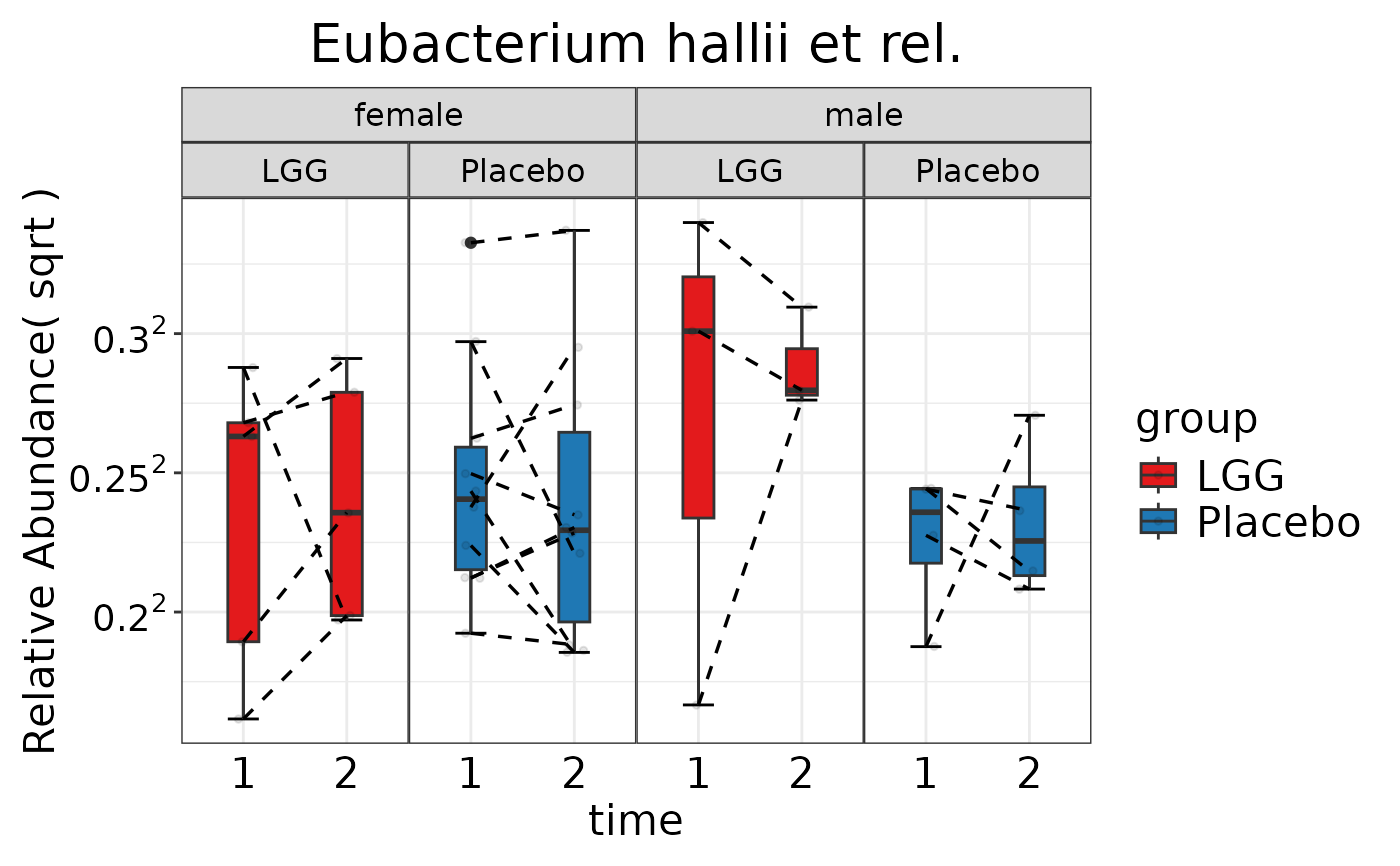 Eubacterium hallii et rel.
female male
LGG Placebo LGG Placebo
Relative Abundance( sqrt )
0.3²
0.25²
0.2²
1 2 1 2 1 2 1 2
time
group
LGG
Placebo